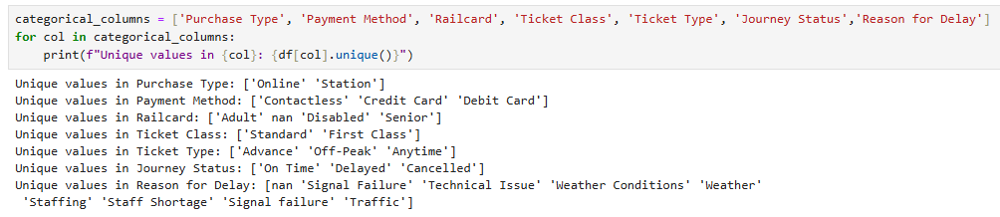 categorical_columns = ['Purchase Type', 'Payment Method', 'Railcard', 'Ticket Class', 'Ticket Type', 'Journey Status','Reason for Delay']
for col in categorical_columns:
    print(f"Unique values in {col}: {df[col].unique()}")
Unique values in Purchase Type: ['Online' 'Station']
Unique values in Payment Method: ['Contactless' 'Credit Card' 'Debit Card']
Unique values in Railcard: ['Adult' nan 'Disabled' 'Senior']
Unique values in Ticket Class: ['Standard' 'First Class']
Unique values in Ticket Type: ['Advance' 'Off-Peak' 'Anytime']
Unique values in Journey Status: ['On Time' 'Delayed' 'Cancelled']
Unique values in Reason for Delay: [nan 'Signal Failure' 'Technical Issue' 'Weather Conditions' 'Weather'
 'Staffing' 'Staff Shortage' 'Signal failure' 'Traffic']